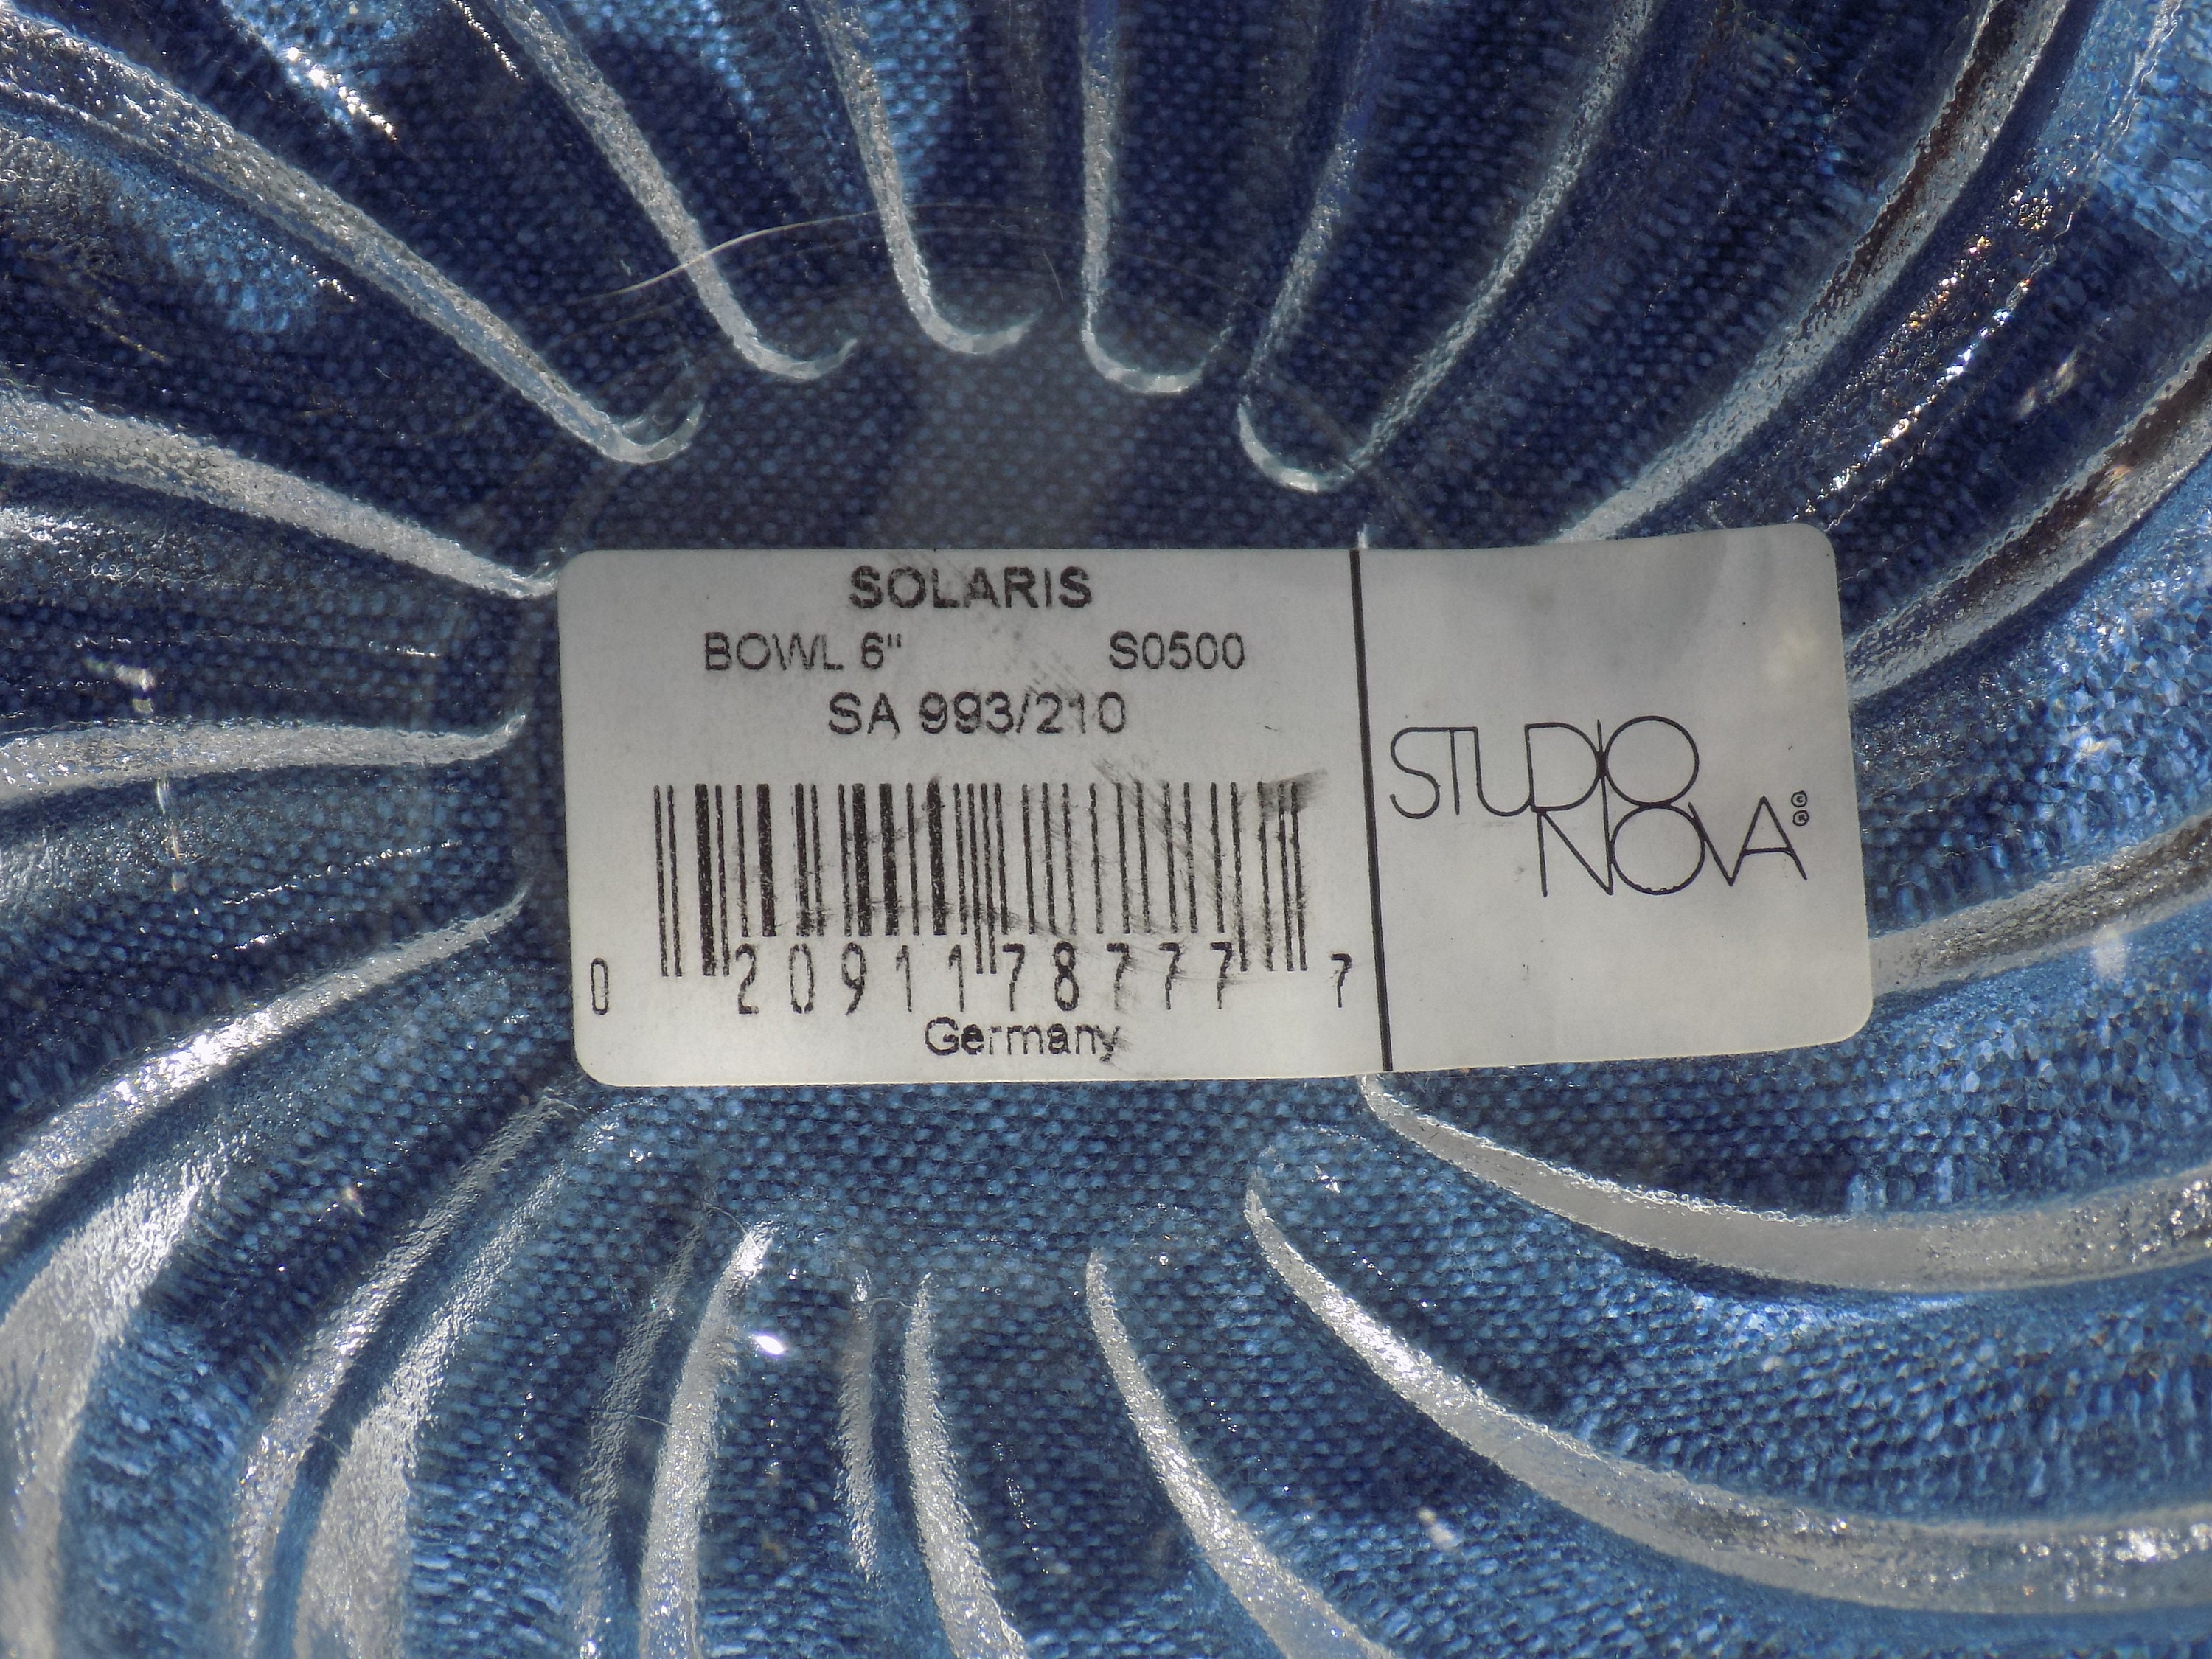 SOLARIS
BOWL 6" S0500
SA 993/210
0 20911 78777 7
Germany
STUDIO
NOVA©®